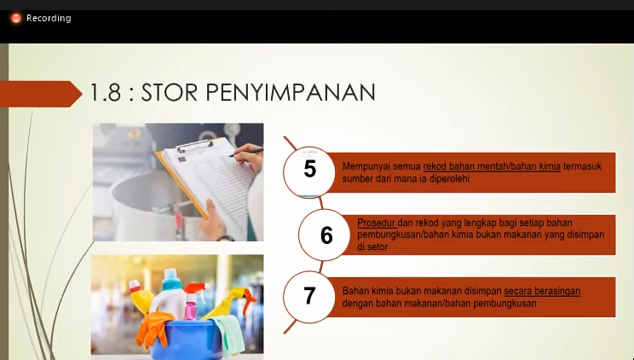 Recording
1.8 : STOR PENYIMPANAN
5
Mempunyai semua rekod bahan mentah/bahan kimia termasuk
sumber dari mana ia diperolehi
6
Prosedur dan rekod yang lengkap bagi setiap bahan
pembungkusan/bahan kimia bukan makanan yang disimpan
di setor
7
Bahan kimia bukan makanan disimpan secara berasingan
dengan bahan makanan/bahan pembungkusan